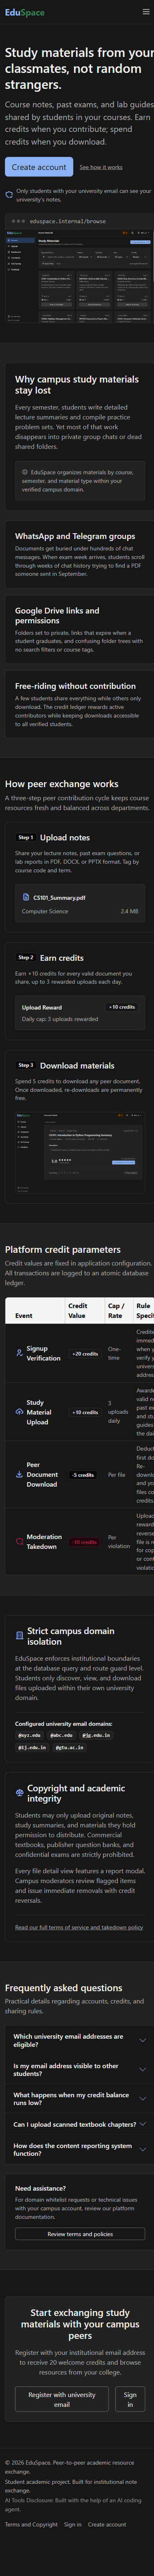 EduSpace
Study materials from your
classmates, not random
strangers.
Course notes, past exams, and lab guides
shared by students in your courses. Earn
credits when you contribute; spend
credits when you download.
Create account
See how it works
Only students with your university email can see your
university's notes.
eduspace.internal/browse
Why campus study materials
stay lost
Every semester, students write detailed
lecture summaries and compile practice
problem sets. Yet most of that work
disappears into private group chats or dead
shared folders.
EduSpace organizes materials by course,
semester, and material type within your
verified campus domain.
WhatsApp and Telegram groups
Documents get buried under hundreds of chat
messages. When exam week arrives, students scroll
through weeks of chat history trying to find a PDF
someone sent in September.
Google Drive links and
permissions
Folders set to private, links that expire when a
student graduates, and confusing folder trees with
no search filters or course tags.
Free-riding without contribution
A few students share everything while others only
download. The credit ledger rewards active
contributors while keeping downloads accessible
to all verified students.
How peer exchange works
A three-step peer contribution cycle keeps course
resources fresh and balanced across departments.
Step 1 Upload notes
Share your lecture notes, past exam questions, or
lab reports in PDF, DOCX, or PPTX format. Tag by
course code and term.
CS101_Summary.pdf
Computer Science 2.4 MB
Step 2 Earn credits
Earn +10 credits for every valid document you
share, up to 3 rewarded uploads each day.
Upload Reward +10 credits
Daily cap: 3 uploads rewarded
Step 3 Download materials
Spend 5 credits to download any peer document.
Once downloaded, re-downloads are permanently
free.
Platform credit parameters
Credit values are fixed in application configuration.
All transactions are logged to an atomic database
ledger.
Event Credit Value Cap / Rate Rule
Signup Verification +20 credits One-time
Study Material Upload +10 credits 3 uploads daily
Peer Document Download -5 credits Per file
Moderation Takedown -10 credits Per violation
Strict campus domain
isolation
EduSpace enforces institutional boundaries
at the database query and route guard level.
Students only discover, view, and download
files uploaded within their own university
domain.
Configured university email domains:
@xyz.edu @abc.edu @jg.edu.in
@ij.edu.in @gtu.ac.in
Copyright and academic
integrity
Students may only upload original notes,
study summaries, and materials they hold
permission to distribute. Commercial
textbooks, publisher question banks, and
confidential exams are strictly prohibited.
Every file detail view features a report modal.
Campus moderators review flagged items
and issue immediate removals with credit
reversals.
Read our full terms of service and takedown policy
Frequently asked questions
Practical details regarding accounts, credits, and
sharing rules.
Which university email addresses are
eligible?
Is my email address visible to other
students?
What happens when my credit balance
runs low?
Can I upload scanned textbook chapters?
How does the content reporting system
function?
Need assistance?
For domain whitelist requests or technical issues
with your campus account, review our platform
documentation.
Review terms and policies
Start exchanging study
materials with your campus
peers
Register with your institutional email address
to receive 20 welcome credits and browse
resources from your college.
Register with university
email
Sign
in
© 2026 EduSpace. Peer-to-peer academic resource
exchange.
Student academic project. Built for institutional note
exchange.
AI Tools Disclosure: Built with the help of an AI coding
agent.
Terms and Copyright Sign in Create account